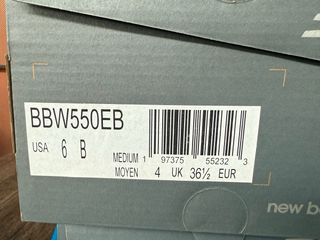 BBW550EB
USA 6 B
MEDIUM 1 97375 55232 3
MOYEN 4 UK 36½ EUR
new b